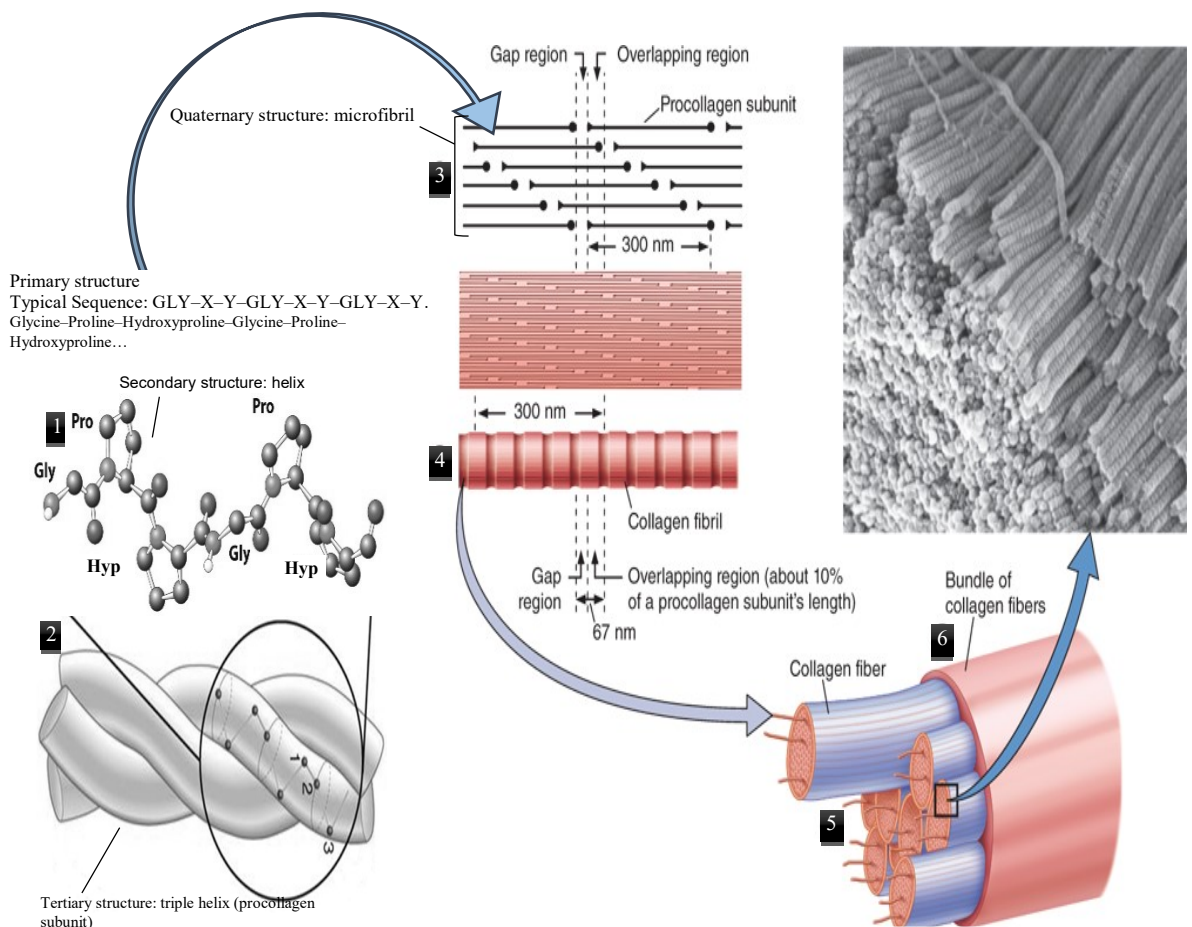 Gap region
Overlapping region
Procollagen subunit
Quaternary structure: microfibril
3
300 nm
Primary structure
Typical Sequence: GLY–X–Y–GLY–X–Y–GLY–X–Y.
Glycine–Proline–Hydroxyproline–Glycine–Proline–
Hydroxyproline…
Secondary structure: helix
1
Pro
Pro
Gly
Hyp
Gly
Hyp
300 nm
4
Collagen fibril
Gap
region
Overlapping region (about 10%
of a procollagen subunit's length)
67 nm
2
1
2
3
Tertiary structure: triple helix (procollagen
subunit)
Bundle of
collagen fibers
6
Collagen fiber
5